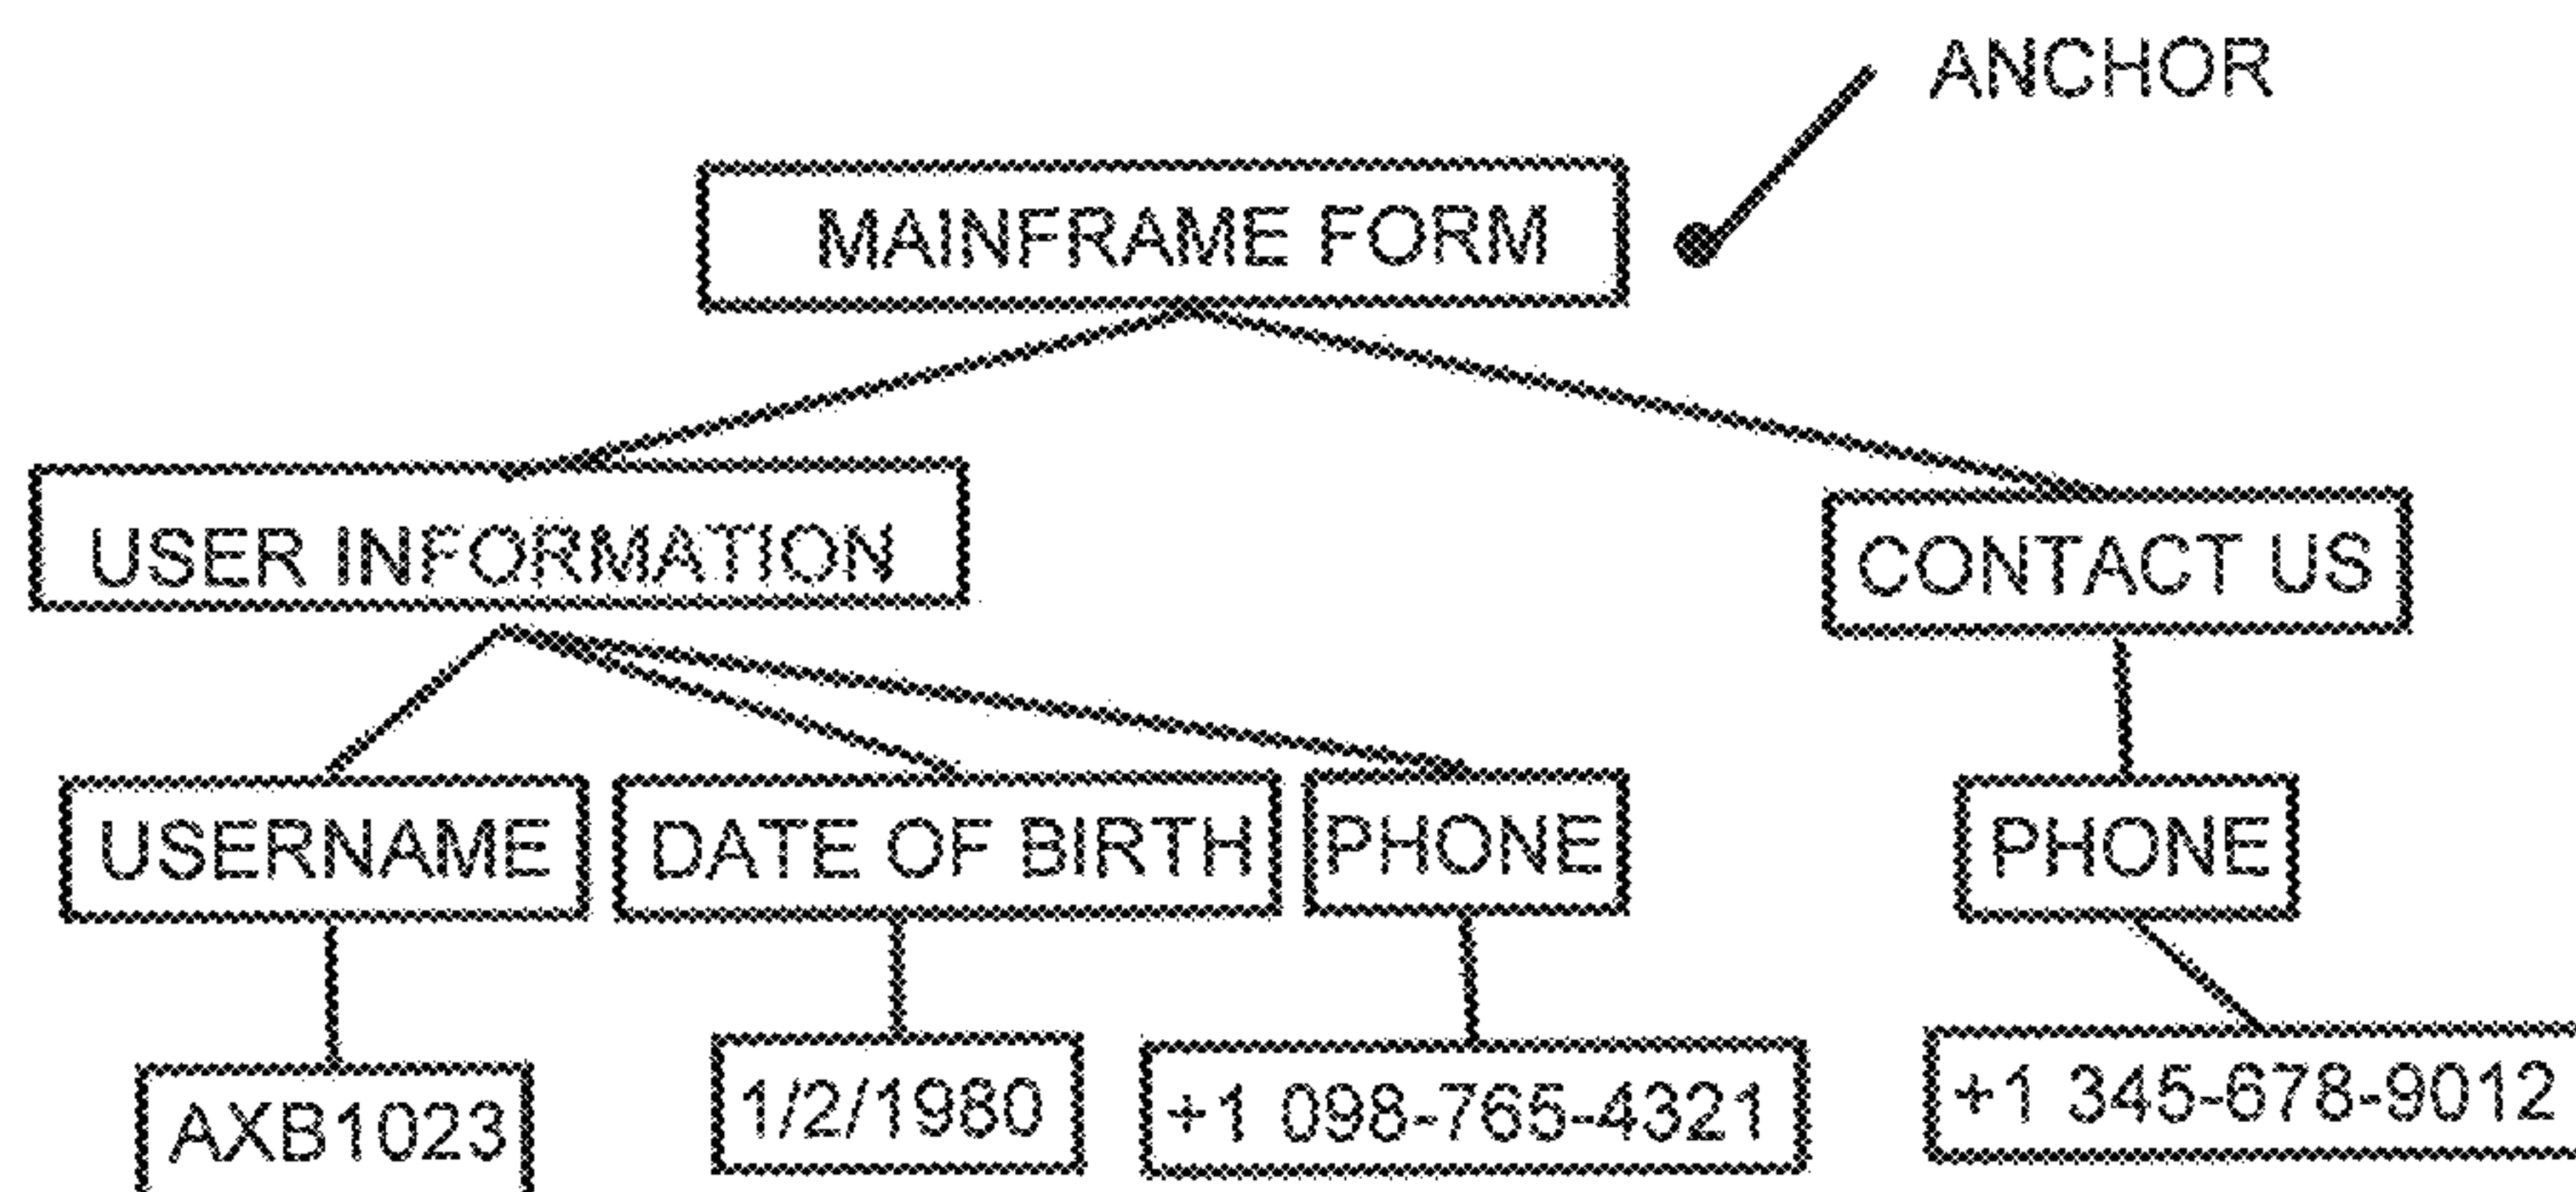 ANCHOR
MAINFRAME FORM
USER INFORMATION
CONTACT US
USERNAME
DATE OF BIRTH
PHONE
PHONE
AXB1023
1/2/1980
+1 098-765-4321
+1 345-678-9012